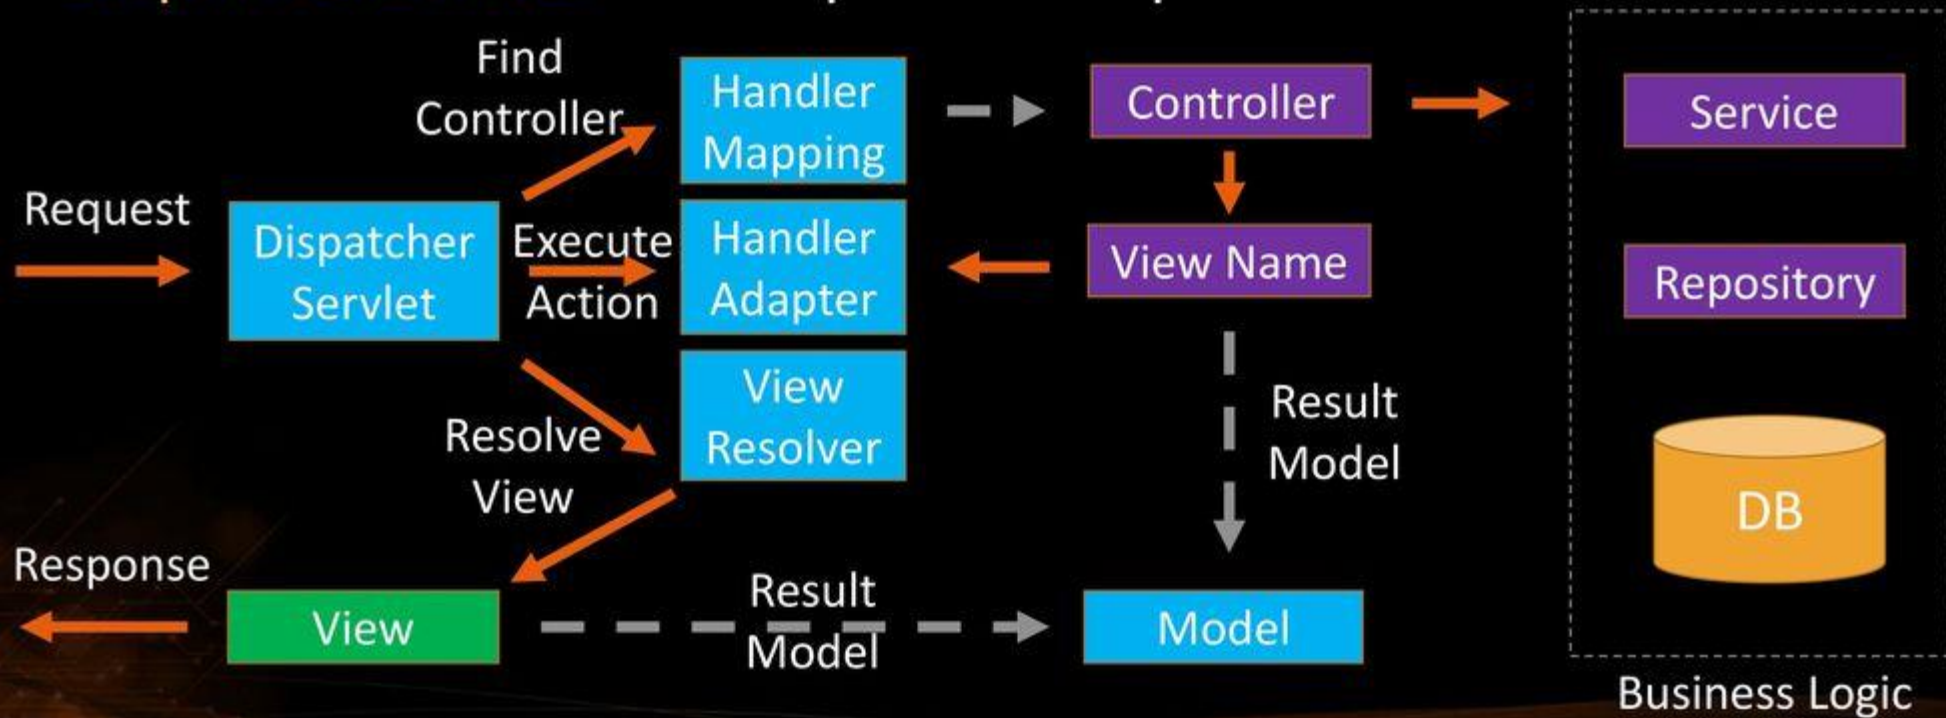 Find
Controller
Handler
Mapping
Controller
Service
Request
Dispatcher
Servlet
Execute
Action
Handler
Adapter
View Name
Repository
View
Resolver
Resolve
View
Result
Model
DB
Response
View
Result
Model
Model
Business Logic